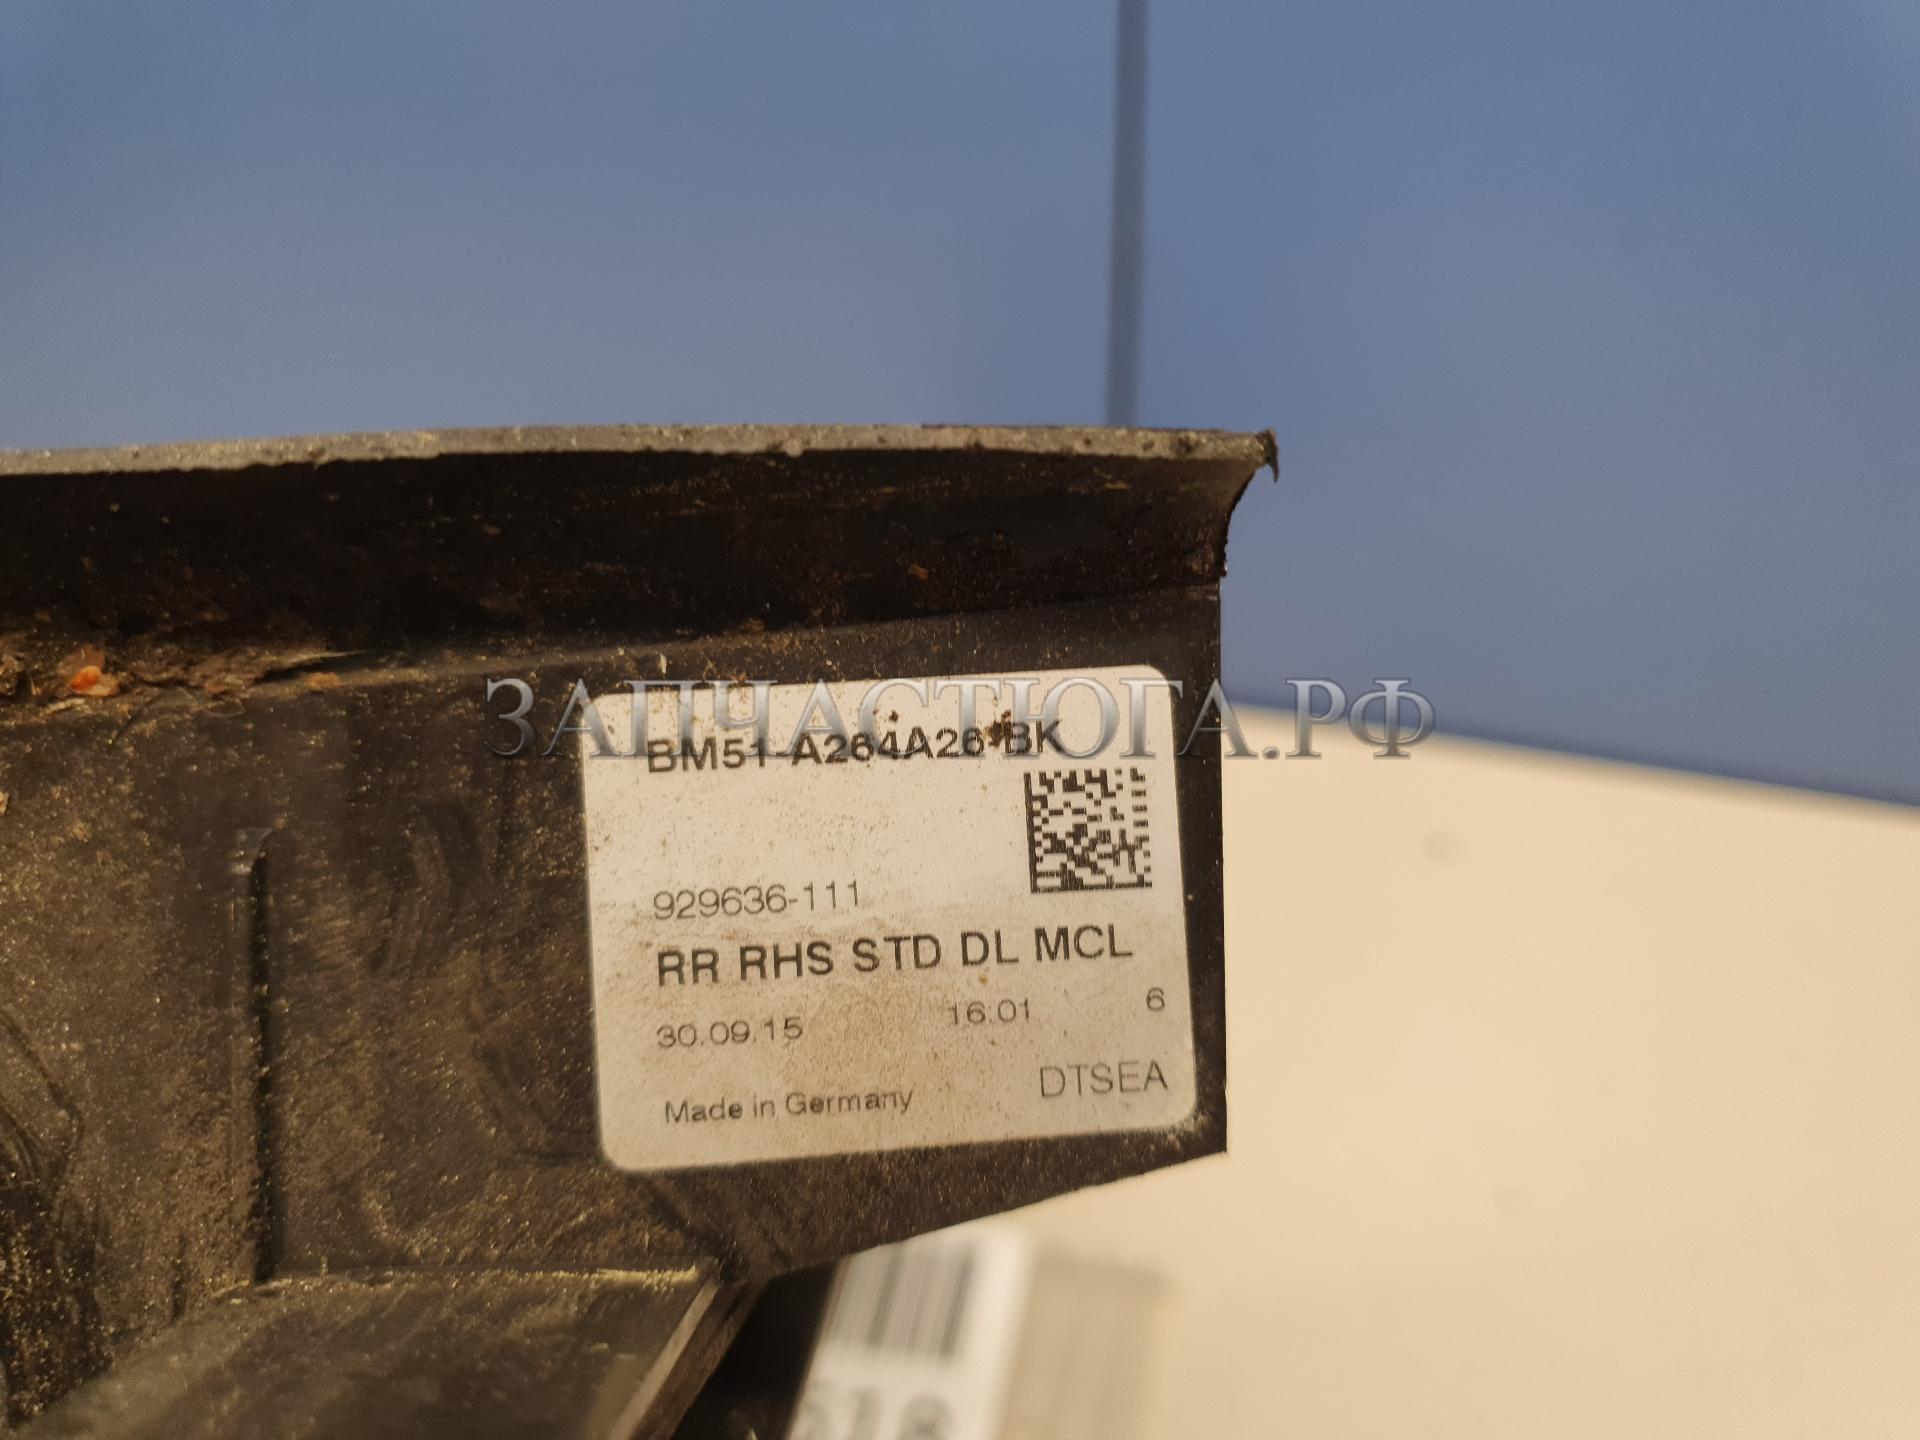 ЗАПЧАСТЮГА.РФ
BM51-A264A26-BK
929636-111
RR RHS STD DL MCL
30.09.15 16:01 6
DTSEA
Made in Germany